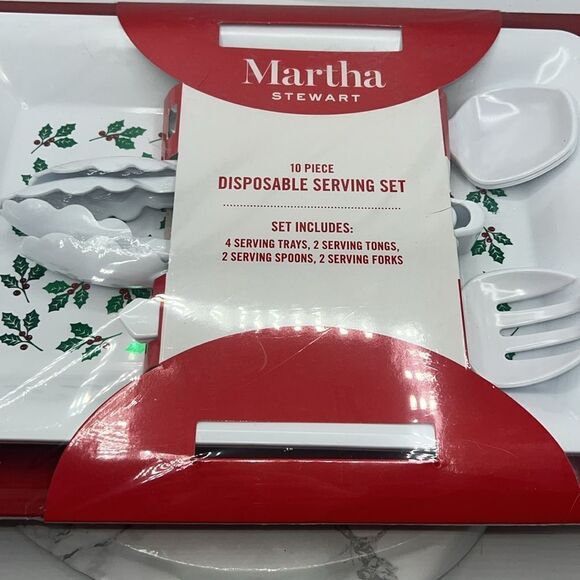 Martha
STEWART
10 PIECE
DISPOSABLE SERVING SET
SET INCLUDES:
4 SERVING TRAYS, 2 SERVING TONGS,
2 SERVING SPOONS, 2 SERVING FORKS